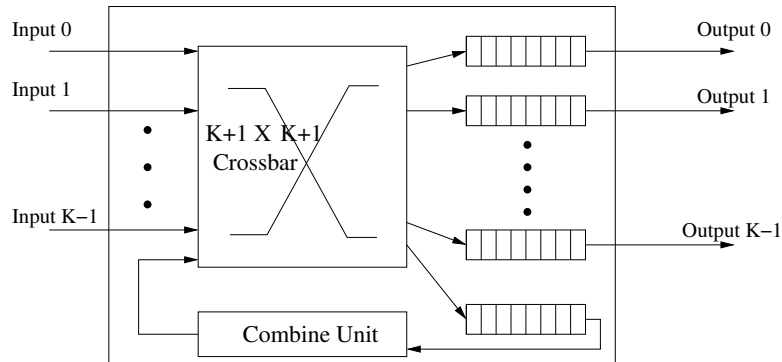 Input 0
Output 0
Input 1
Output 1
K+1 X K+1
Crossbar
Input K−1
Output K−1
Combine Unit